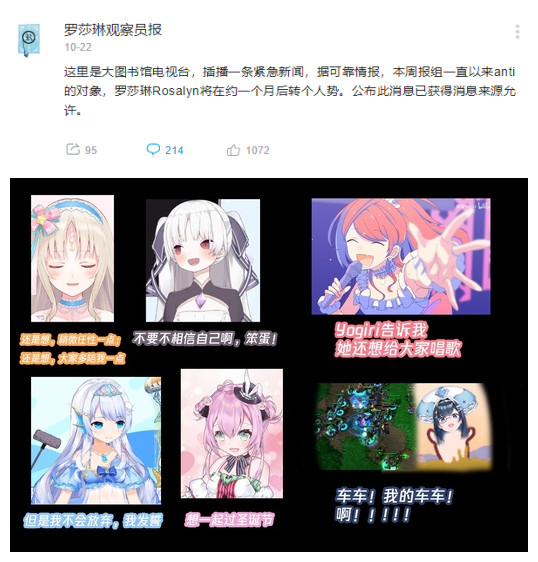 罗莎琳观察员报
10-22
这里是大图书馆电视台，插播一条紧急新闻，据可靠情报，本周报组一直以来anti
的对象，罗莎琳Rosalyn将在约一个月后转个人势。公布此消息已获得消息来源允
许。
95 214 1072
还是想，稍微任性一点；
还是想，大家多陪我一点
不要不相信自己啊，笨蛋！
Yogiri告诉我
她还想给大家唱歌
但是我不会放弃，我发誓
想一起过圣诞节
车车！我的车车！
啊！！！！！